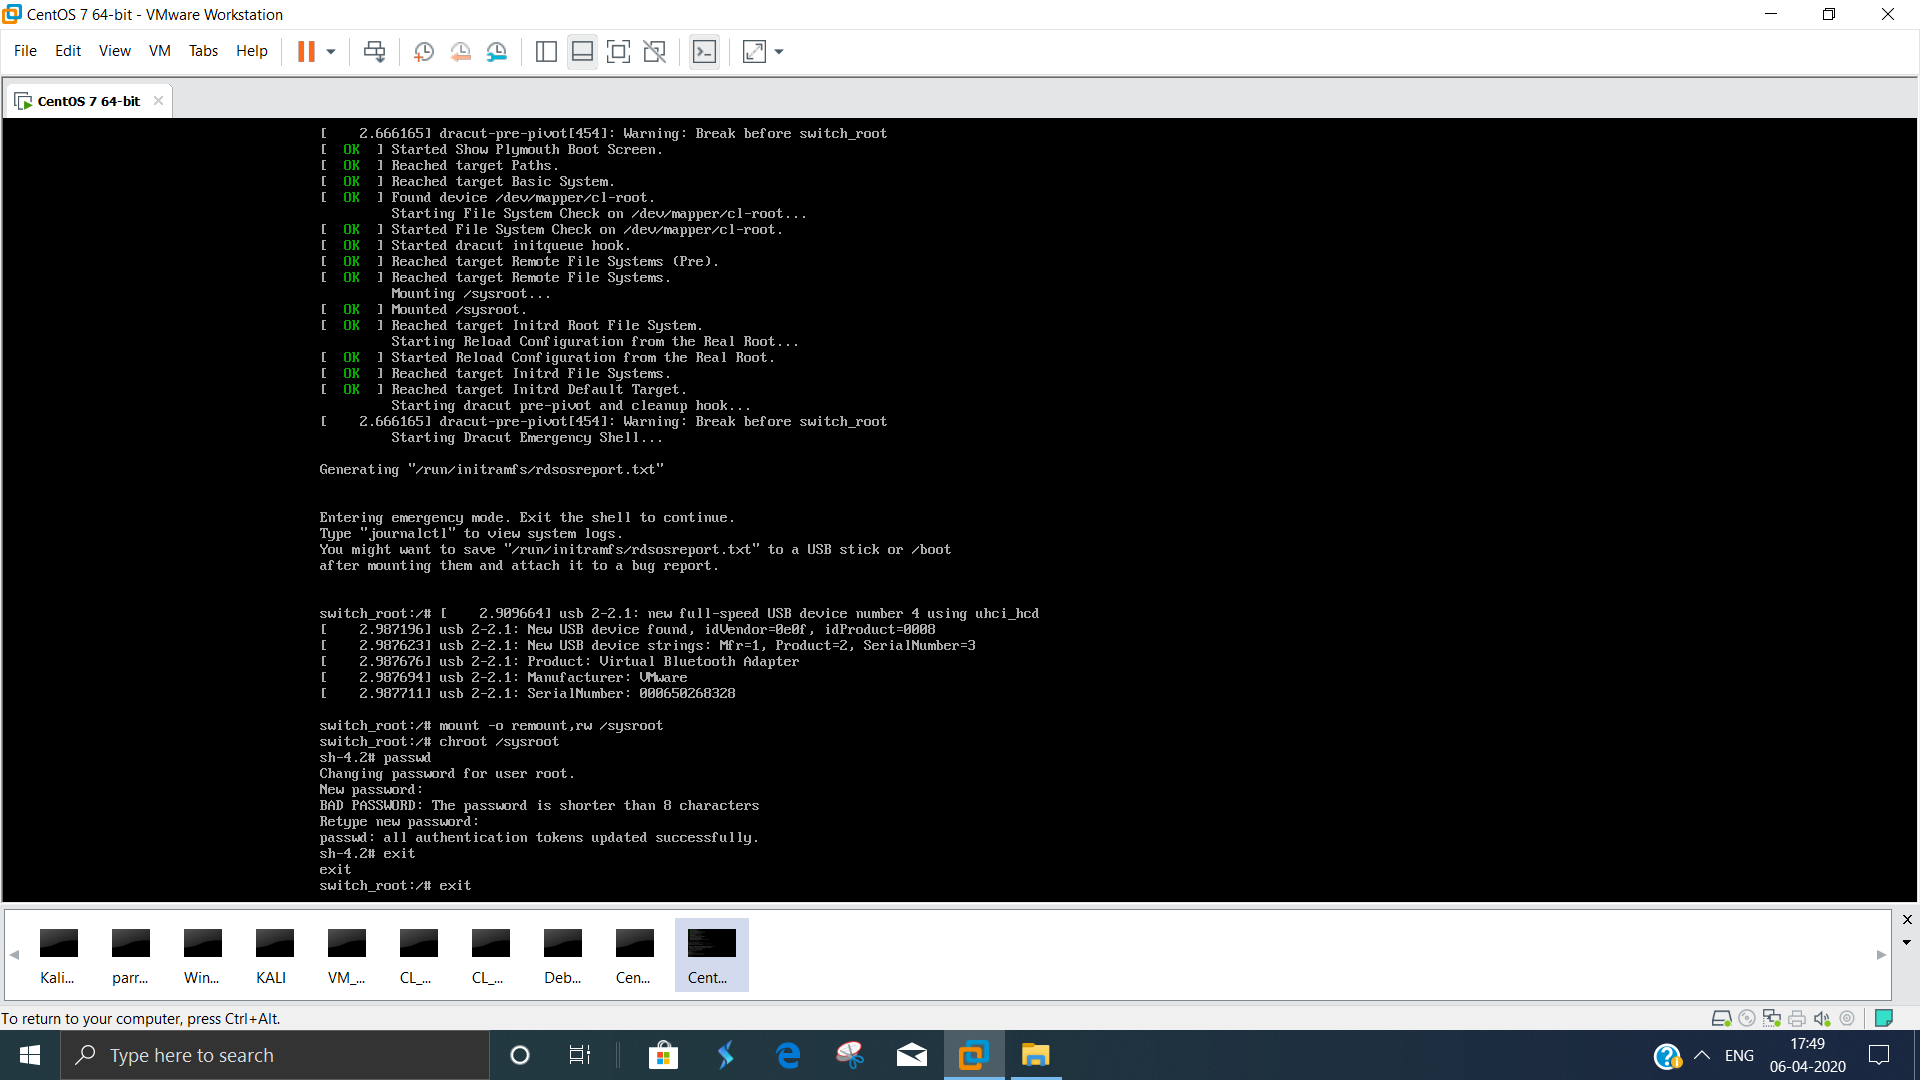 CentOS 7 64-bit - VMware Workstation
File Edit View VM Tabs Help
CentOS 7 64-bit
[    2.666165] dracut-pre-pivot[454]: Warning: Break before switch_root
[  OK  ] Started Show Plymouth Boot Screen.
[  OK  ] Reached target Paths.
[  OK  ] Reached target Basic System.
[  OK  ] Found device /dev/mapper/cl-root.
Starting File System Check on /dev/mapper/cl-root...
[  OK  ] Started File System Check on /dev/mapper/cl-root.
[  OK  ] Started dracut initqueue hook.
[  OK  ] Reached target Remote File Systems (Pre).
[  OK  ] Reached target Remote File Systems.
Mounting /sysroot...
[  OK  ] Mounted /sysroot.
[  OK  ] Reached target Initrd Root File System.
Starting Reload Configuration from the Real Root...
[  OK  ] Started Reload Configuration from the Real Root.
[  OK  ] Reached target Initrd File Systems.
[  OK  ] Reached target Initrd Default Target.
Starting dracut pre-pivot and cleanup hook...
[    2.666165] dracut-pre-pivot[454]: Warning: Break before switch_root
Starting Dracut Emergency Shell...
Generating "/run/initramfs/rdsosreport.txt"
Entering emergency mode. Exit the shell to continue.
Type "journalctl" to view system logs.
You might want to save "/run/initramfs/rdsosreport.txt" to a USB stick or /boot
after mounting them and attach it to a bug report.
switch_root:/# [    2.909664] usb 2-2.1: new full-speed USB device number 4 using uhci_hcd
[    2.987196] usb 2-2.1: New USB device found, idVendor=0e0f, idProduct=0008
[    2.987623] usb 2-2.1: New USB device strings: Mfr=1, Product=2, SerialNumber=3
[    2.987676] usb 2-2.1: Product: Virtual Bluetooth Adapter
[    2.987694] usb 2-2.1: Manufacturer: VMware
[    2.987711] usb 2-2.1: SerialNumber: 000650268328
switch_root:/# mount -o remount,rw /sysroot
switch_root:/# chroot /sysroot
sh-4.2# passwd
Changing password for user root.
New password:
BAD PASSWORD: The password is shorter than 8 characters
Retype new password:
passwd: all authentication tokens updated successfully.
sh-4.2# exit
exit
switch_root:/# exit
Kali... parr... Win... KALI VM_... CL_... CL_... Deb... Cen... Cent...
To return to your computer, press Ctrl+Alt.
Type here to search
ENG
17:49
06-04-2020